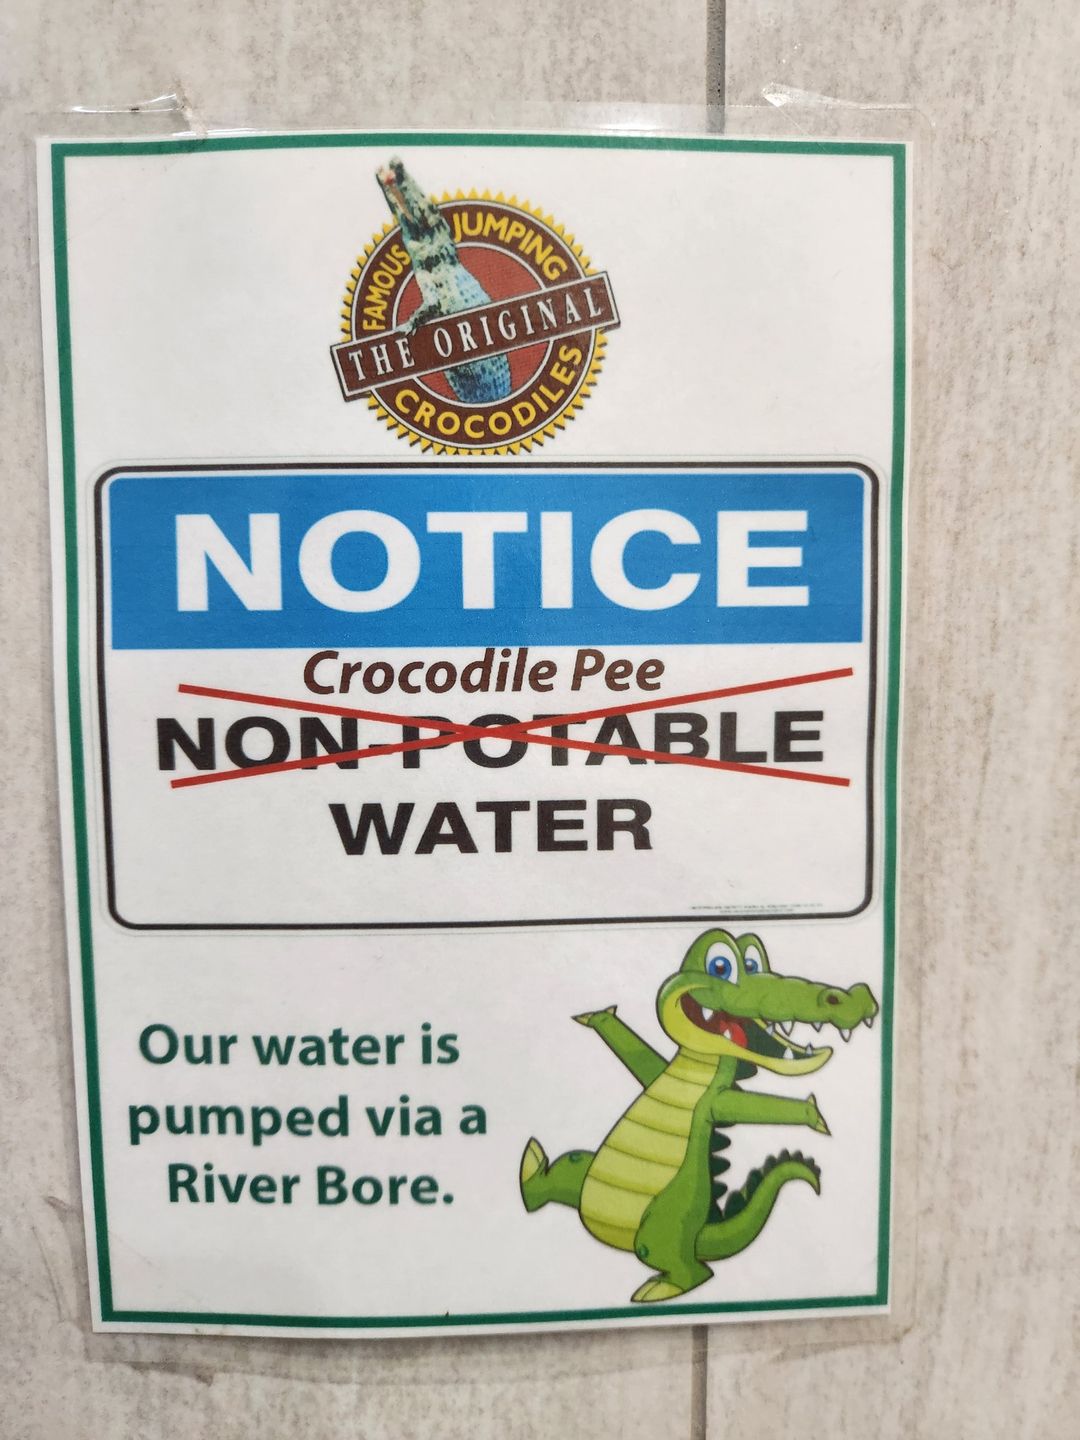 FAMOUS JUMPING
THE ORIGINAL
CROCODILES
NOTICE
Crocodile Pee
NON-POTABLE
WATER
Our water is
pumped via a
River Bore.